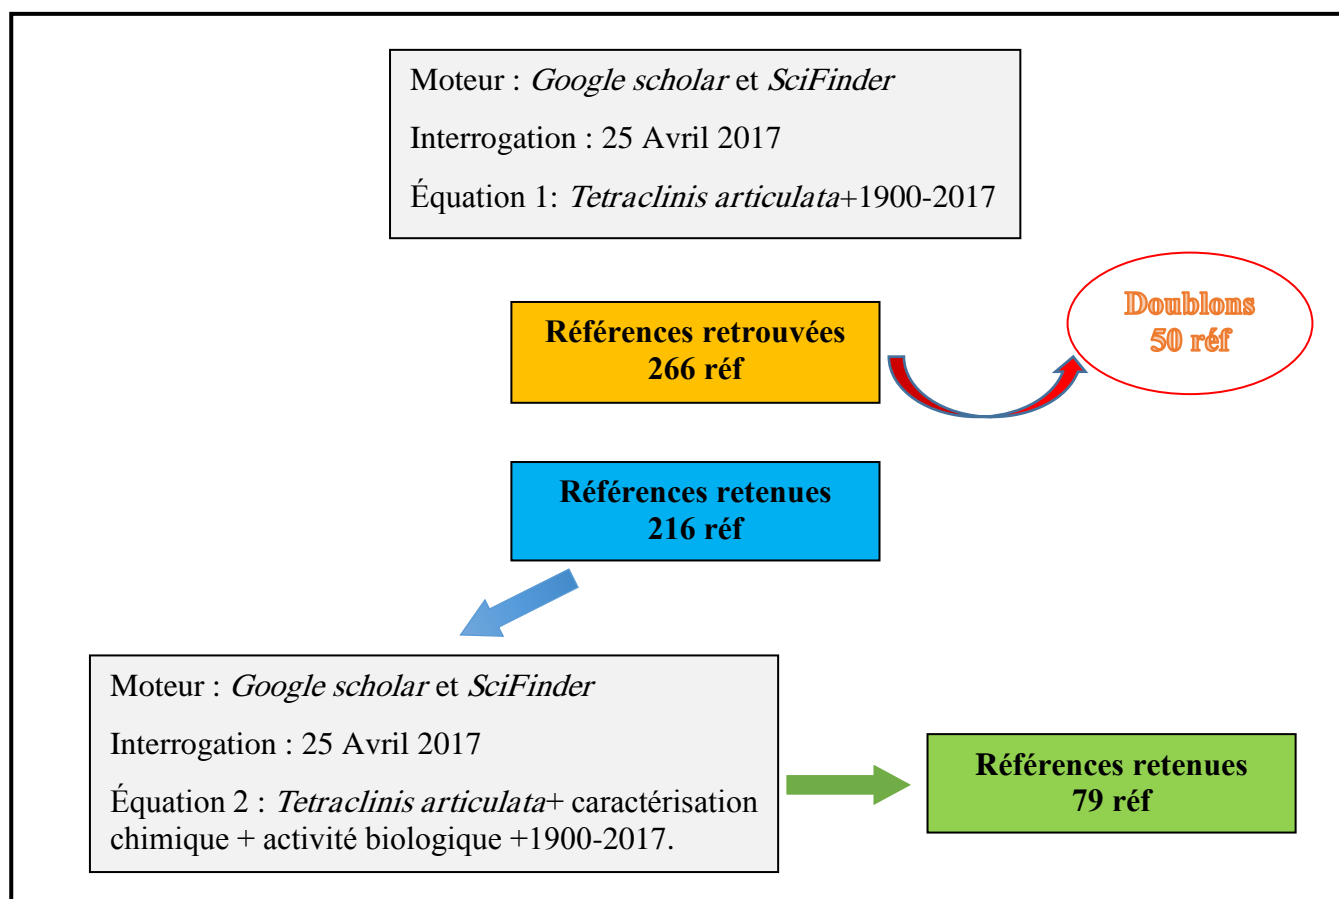 Moteur : Google scholar et SciFinder
Interrogation : 25 Avril 2017
Équation 1: Tetraclinis articulata+1900-2017
Doublons
50 réf
Références retrouvées
266 réf
Références retenues
216 réf
Moteur : Google scholar et SciFinder
Interrogation : 25 Avril 2017
Équation 2 : Tetraclinis articulata+ caractérisation
chimique + activité biologique +1900-2017.
Références retenues
79 réf